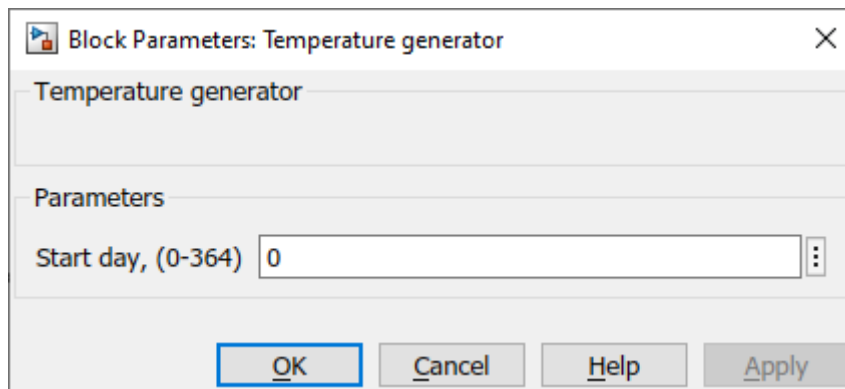 Block Parameters: Temperature generator
Temperature generator
Parameters
Start day, (0-364) 0
OK Cancel Help Apply